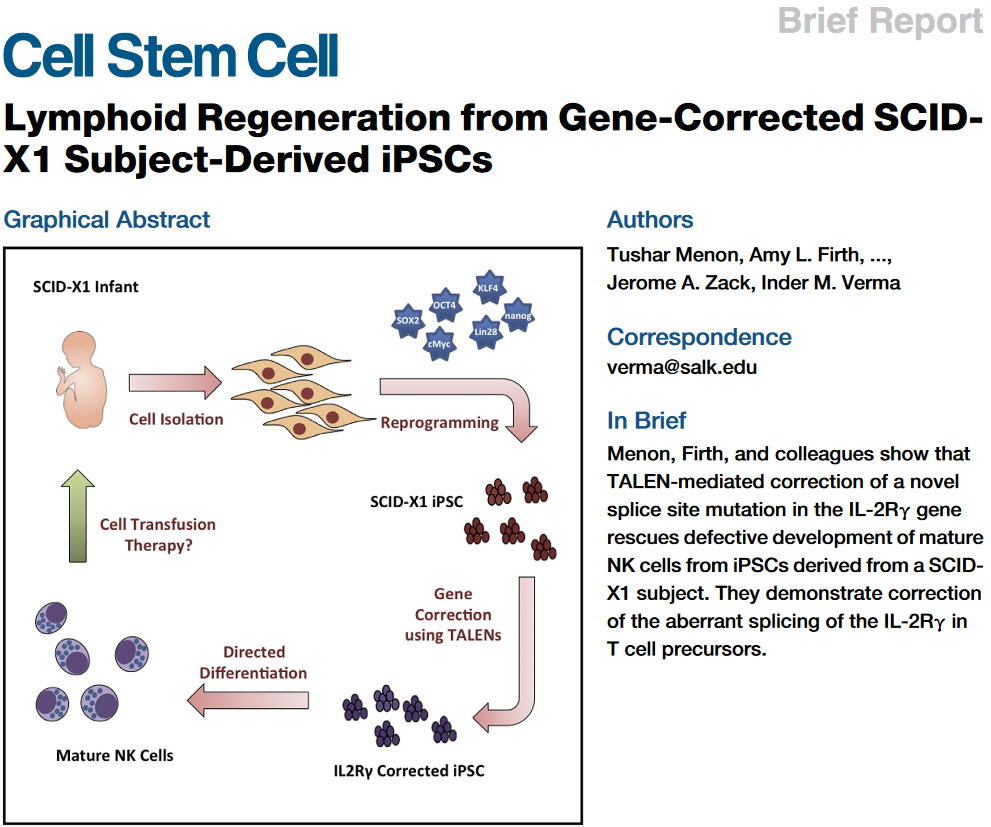 Brief Report
Cell Stem Cell
Lymphoid Regeneration from Gene-Corrected SCID-
X1 Subject-Derived iPSCs
Graphical Abstract
SCID-X1 Infant
Cell Isolation
SOX2
OCT4
KLF4
cMyc
Lin28
nanog
Reprogramming
SCID-X1 iPSC
Gene
Correction
using TALENs
IL2Rγ Corrected iPSC
Directed
Differentiation
Mature NK Cells
Cell Transfusion
Therapy?
Authors
Tushar Menon, Amy L. Firth, ...,
Jerome A. Zack, Inder M. Verma
Correspondence
verma@salk.edu
In Brief
Menon, Firth, and colleagues show that
TALEN-mediated correction of a novel
splice site mutation in the IL-2Rγ gene
rescues defective development of mature
NK cells from iPSCs derived from a SCID-
X1 subject. They demonstrate correction
of the aberrant splicing of the IL-2Rγ in
T cell precursors.